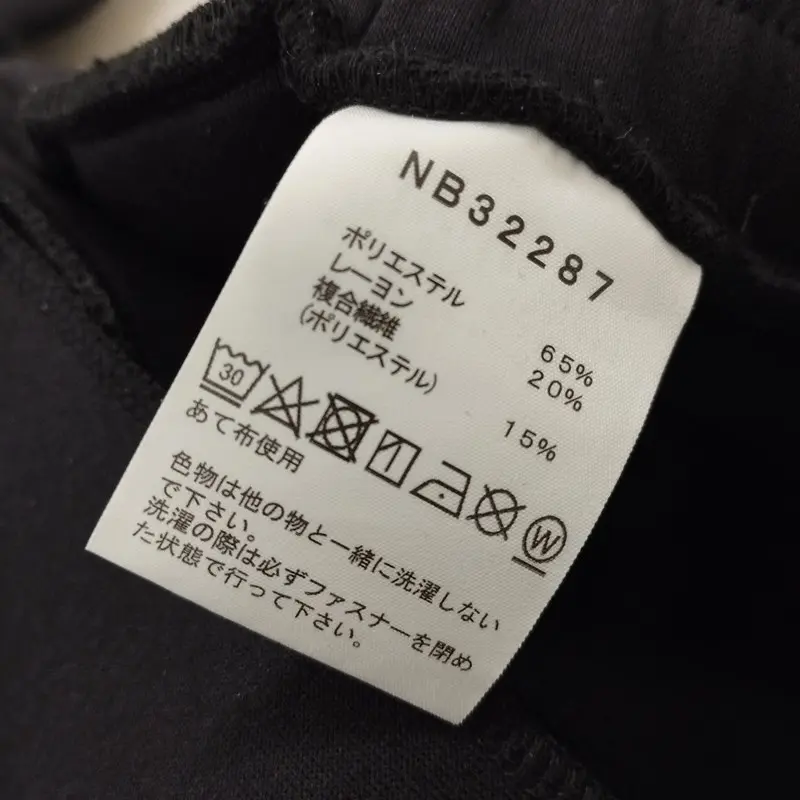 NB32287
ポリエステル 65%
レーヨン 20%
複合繊維
(ポリエステル) 15%
30
W
あて布使用
色物は他の物と一緒に洗濯しない
で下さい。
洗濯の際は必ずファスナーを閉め
た状態で行って下さい。